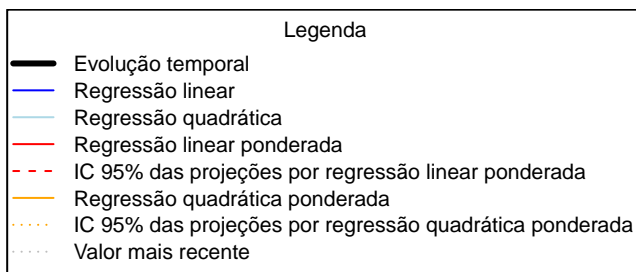 Legenda
Evolução temporal
Regressão linear
Regressão quadrática
Regressão linear ponderada
IC 95% das projeções por regressão linear ponderada
Regressão quadrática ponderada
IC 95% das projeções por regressão quadrática ponderada
Valor mais recente